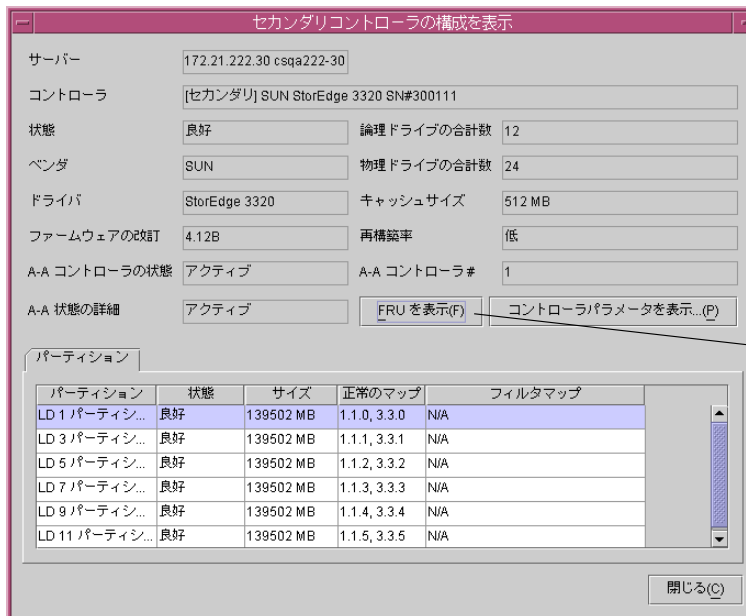 セカンダリコントローラの構成を表示
サーバー 172.21.222.30 csqa222-30
コントローラ [セカンダリ] SUN StorEdge 3320 SN#300111
状態 良好 論理ドライブの合計数 12
ベンダ SUN 物理ドライブの合計数 24
ドライバ StorEdge 3320 キャッシュサイズ 512 MB
ファームウェアの改訂 4.12B 再構築率 低
A-A コントローラの状態 アクティブ A-A コントローラ# 1
A-A 状態の詳細 アクティブ FRU を表示(F) コントローラパラメータを表示...(P)
パーティション
パーティション 状態 サイズ 正常のマップ フィルタマップ
LD 1 パーティシ... 良好 139502 MB 1.1.0, 3.3.0 N/A
LD 3 パーティシ... 良好 139502 MB 1.1.1, 3.3.1 N/A
LD 5 パーティシ... 良好 139502 MB 1.1.2, 3.3.2 N/A
LD 7 パーティシ... 良好 139502 MB 1.1.3, 3.3.3 N/A
LD 9 パーティシ... 良好 139502 MB 1.1.4, 3.3.4 N/A
LD 11 パーティシ... 良好 139502 MB 1.1.5, 3.3.5 N/A
閉じる(C)